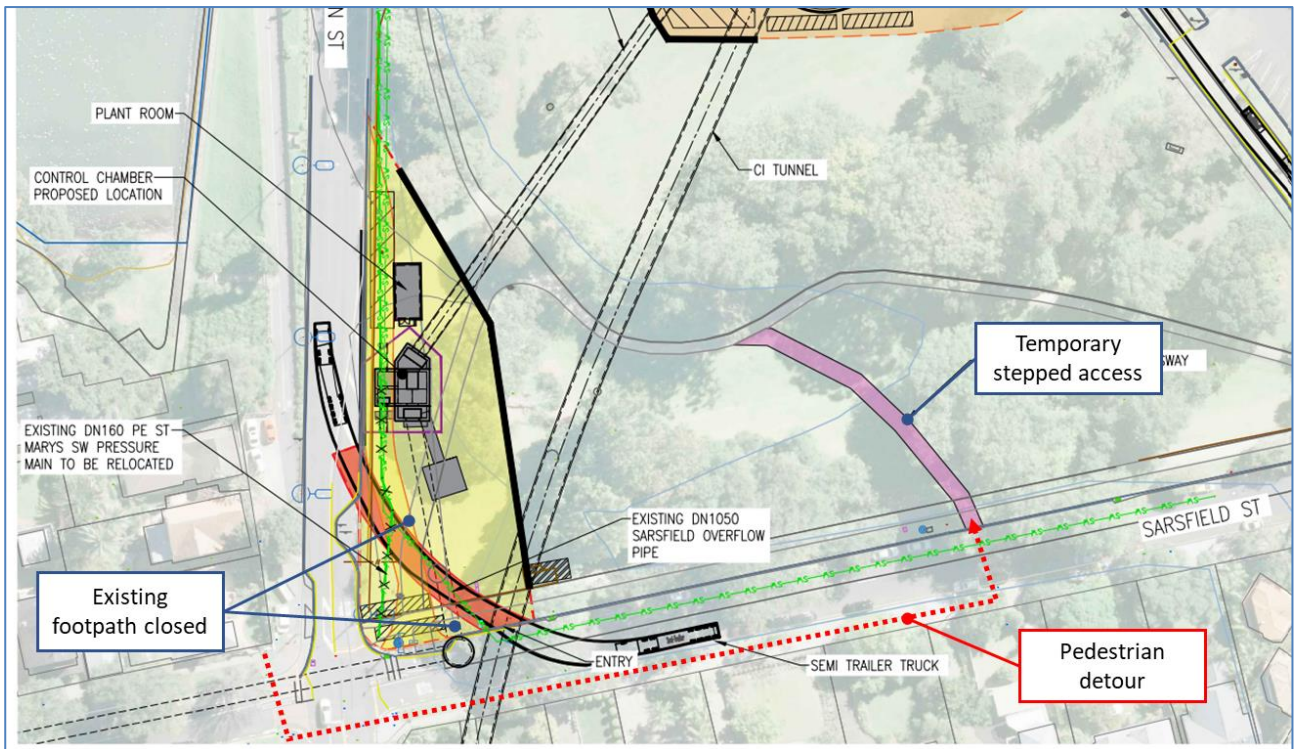 N ST
PLANT ROOM
CONTROL CHAMBER
PROPOSED LOCATION
CI TUNNEL
Temporary
stepped access
SWAY
EXISTING DN160 PE ST
MARYS SW PRESSURE
MAIN TO BE RELOCATED
EXISTING DN1050
SARSFIELD OVERFLOW
PIPE
SARSFIELD ST
Existing
footpath closed
ENTRY
SEMI TRAILER TRUCK
Pedestrian
detour